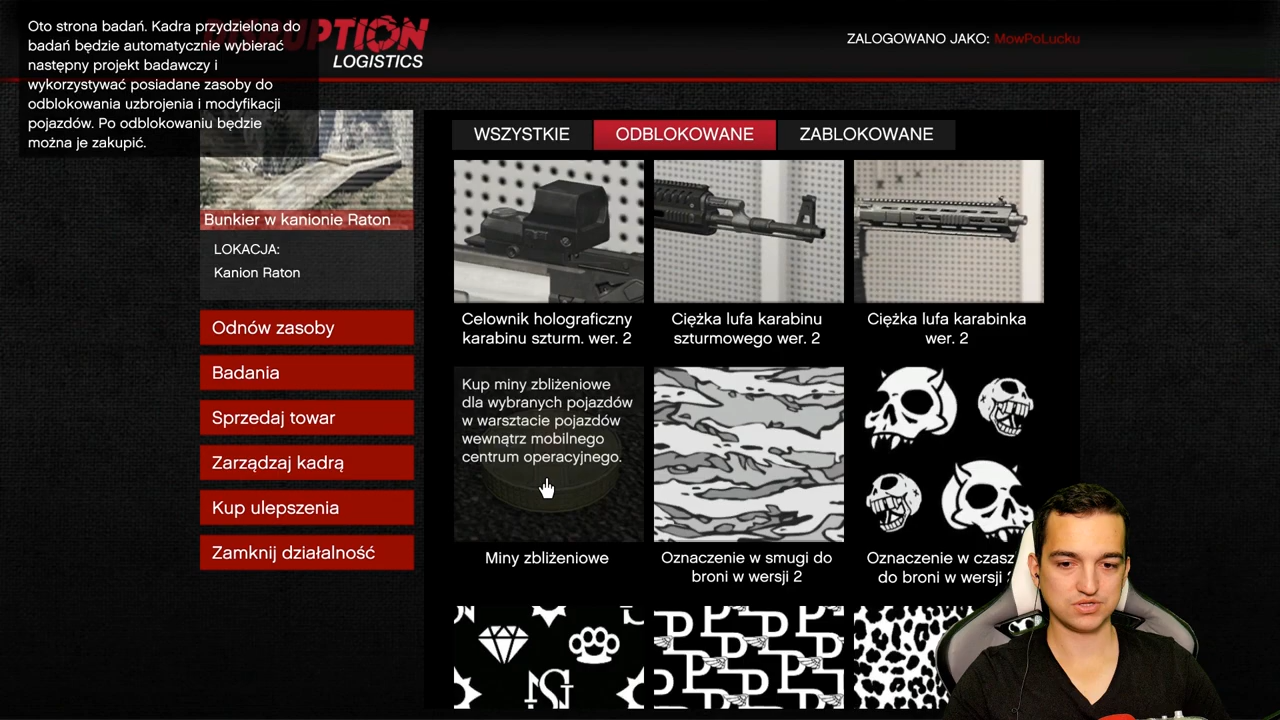 Oto strona badań. Kadra przydzielona do
badań będzie automatycznie wybierać
następny projekt badawczy i
wykorzystywać posiadane zasoby do
odblokowania uzbrojenia i modyfikacji
pojazdów. Po odblokowaniu będzie
można je zakupić.
DISRUPTION
LOGISTICS
ZALOGOWANO JAKO: MowPoLucku
Bunkier w kanionie Raton
LOKACJA:
Kanion Raton
Odnów zasoby
Badania
Sprzedaj towar
Zarządzaj kadrą
Kup ulepszenia
Zamknij działalność
WSZYSTKIE ODBLOKOWANE ZABLOKOWANE
Celownik holograficzny
karabinu szturm. wer. 2
Ciężka lufa karabinu
szturmowego wer. 2
Ciężka lufa karabinka
wer. 2
Kup miny zbliżeniowe
dla wybranych pojazdów
w warsztacie pojazdów
wewnątrz mobilnego
centrum operacyjnego.
Miny zbliżeniowe
Oznaczenie w smugi do
broni w wersji 2
Oznaczenie w
do broni w wersji